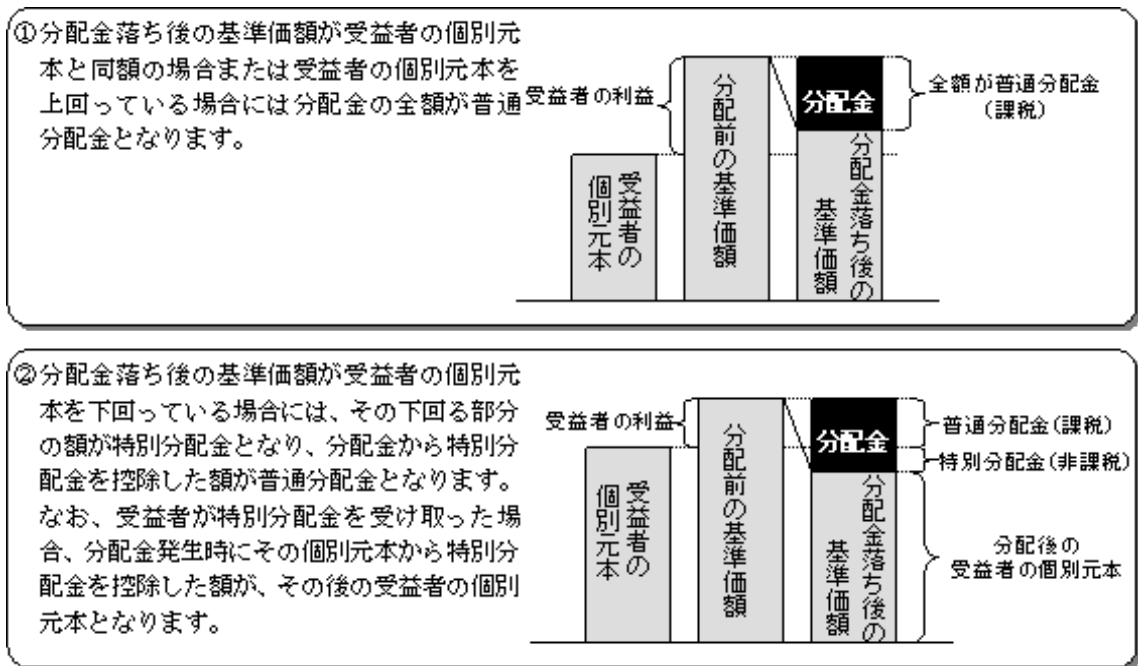 ①分配金落ち後の基準価額が受益者の個別元
本と同額の場合または受益者の個別元本を
上回っている場合には分配金の全額が普通
分配金となります。
受益者の利益
分配前の基準価額
分配金
全額が普通分配金
(課税)
受益者の
個別元本
分配金落ち後の
基準価額
②分配金落ち後の基準価額が受益者の個別元
本を下回っている場合には、その下回る部分
の額が特別分配金となり、分配金から特別分
配金を控除した額が普通分配金となります。
なお、受益者が特別分配金を受け取った場
合、分配金発生時にその個別元本から特別分
配金を控除した額が、その後の受益者の個別
元本となります。
受益者の利益
分配前の基準価額
分配金
普通分配金(課税)
特別分配金(非課税)
受益者の
個別元本
分配金落ち後の
基準価額
分配後の
受益者の個別元本